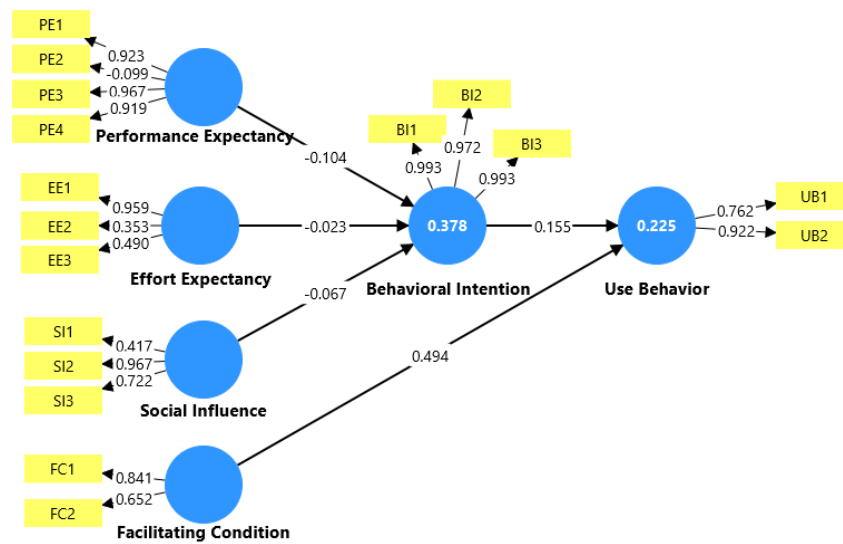 PE1
0.923
PE2
-0.099
PE3
0.967
PE4
0.919
Performance Expectancy
-0.104
EE1
0.959
EE2
0.353
EE3
0.490
Effort Expectancy
-0.023
SI1
0.417
SI2
0.967
SI3
0.722
Social Influence
-0.067
FC1
0.841
FC2
0.652
Facilitating Condition
0.494
BI1
0.993
BI2
0.972
BI3
0.993
0.378
Behavioral Intention
0.155
0.225
Use Behavior
UB1
0.762
UB2
0.922